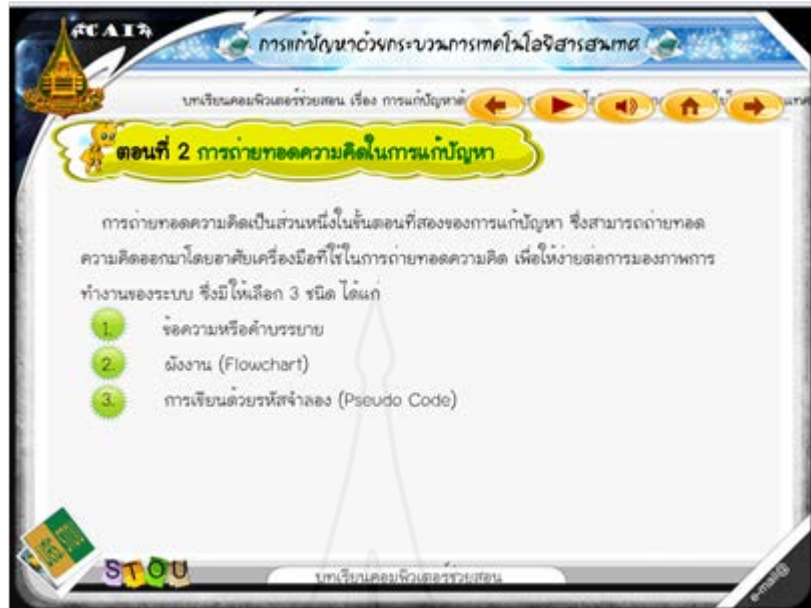 CAI
การแก้ปัญหาด้วยกระบวนการเทคโนโลยีสารสนเทศ
บทเรียนคอมพิวเตอร์ช่วยสอน เรื่อง การแก้ปัญหาด้
ตอนที่ 2 การถ่ายทอดความคิดในการแก้ปัญหา
การถ่ายทอดความคิดเป็นส่วนหนึ่งในขั้นตอนที่สองของการแก้ปัญหา ซึ่งสามารถถ่ายทอด
ความคิดออกมาโดยอาศัยเครื่องมือที่ใช้ในการถ่ายทอดความคิด เพื่อให้ง่ายต่อการมองภาพการ
ทำงานของระบบ ซึ่งมีให้เลือก 3 ชนิด ได้แก่
1. ข้อความหรือคำบรรยาย
2. ผังงาน (Flowchart)
3. การเขียนด้วยรหัสจำลอง (Pseudo Code)
STOU
บทเรียนคอมพิวเตอร์ช่วยสอน
e-mail@